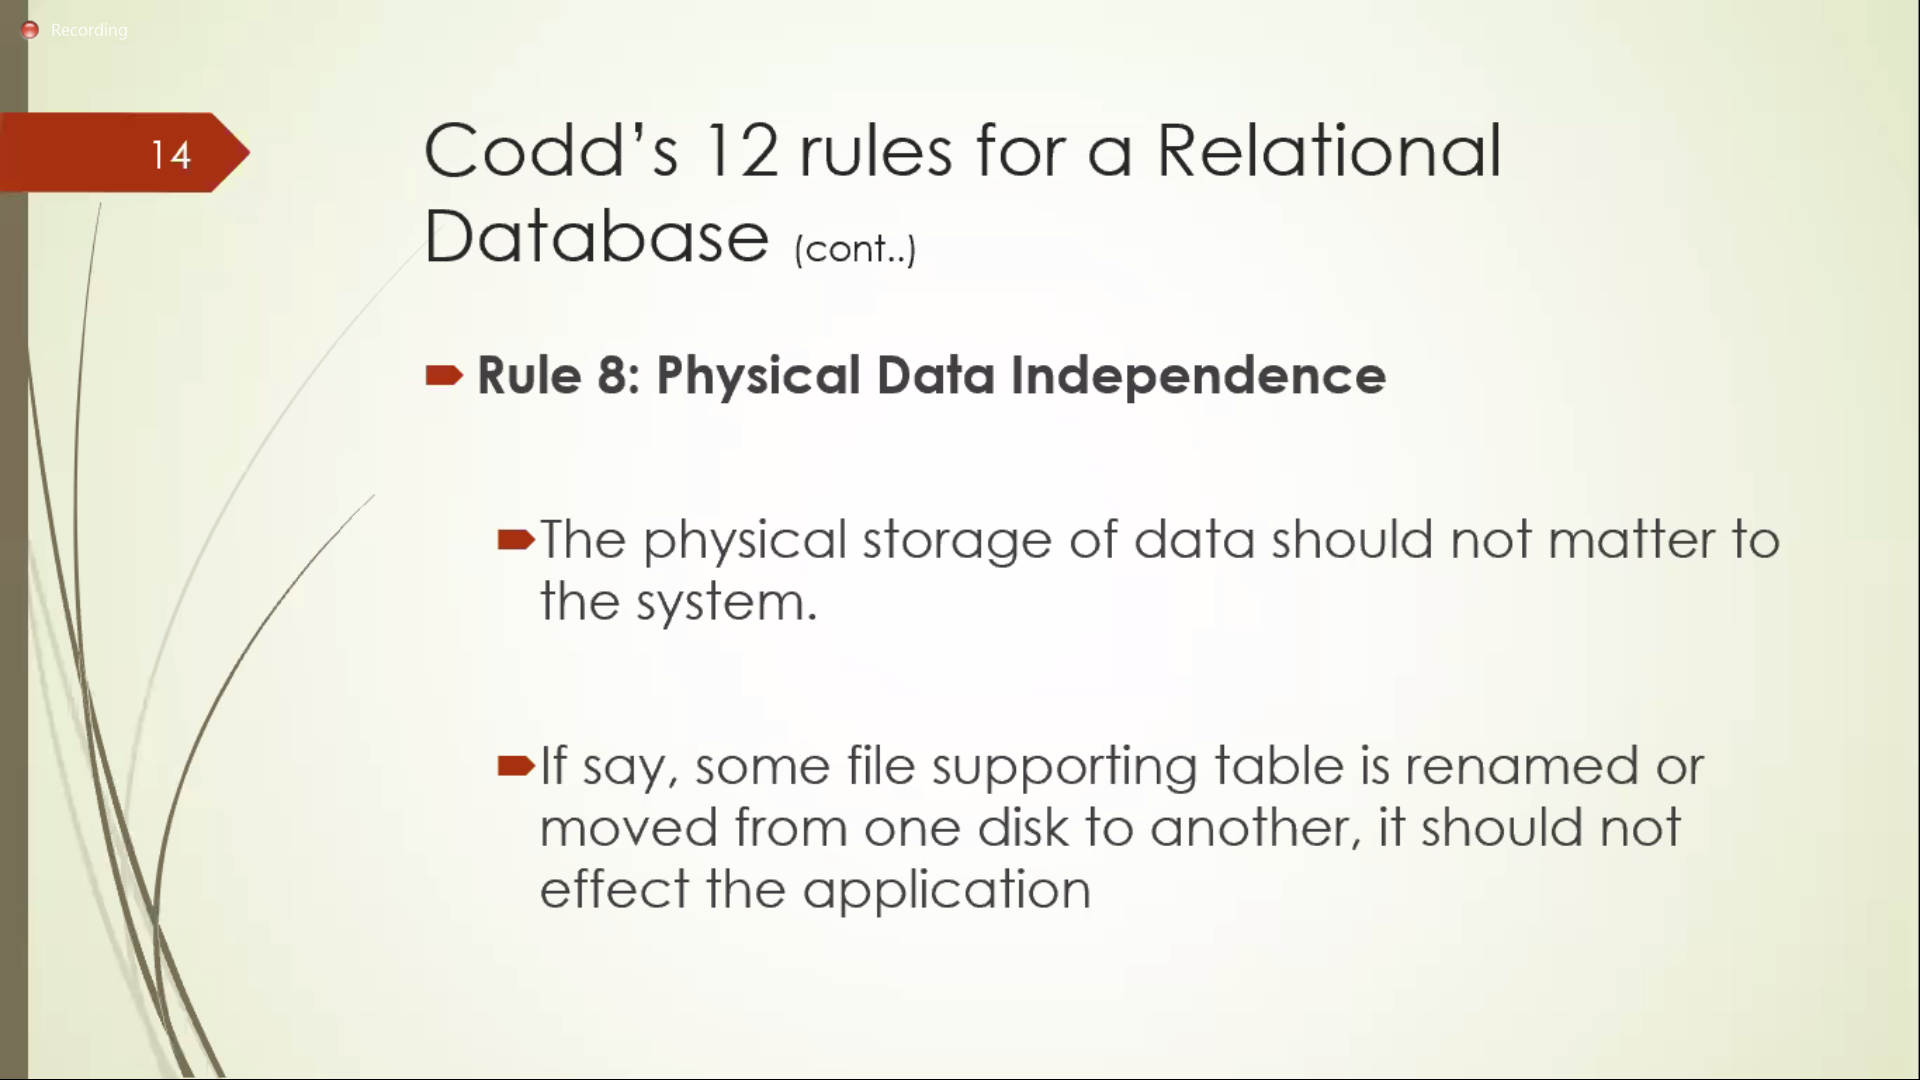 Recording
14
Codd’s 12 rules for a Relational
Database (cont..)
Rule 8: Physical Data Independence
The physical storage of data should not matter to
the system.
If say, some file supporting table is renamed or
moved from one disk to another, it should not
effect the application